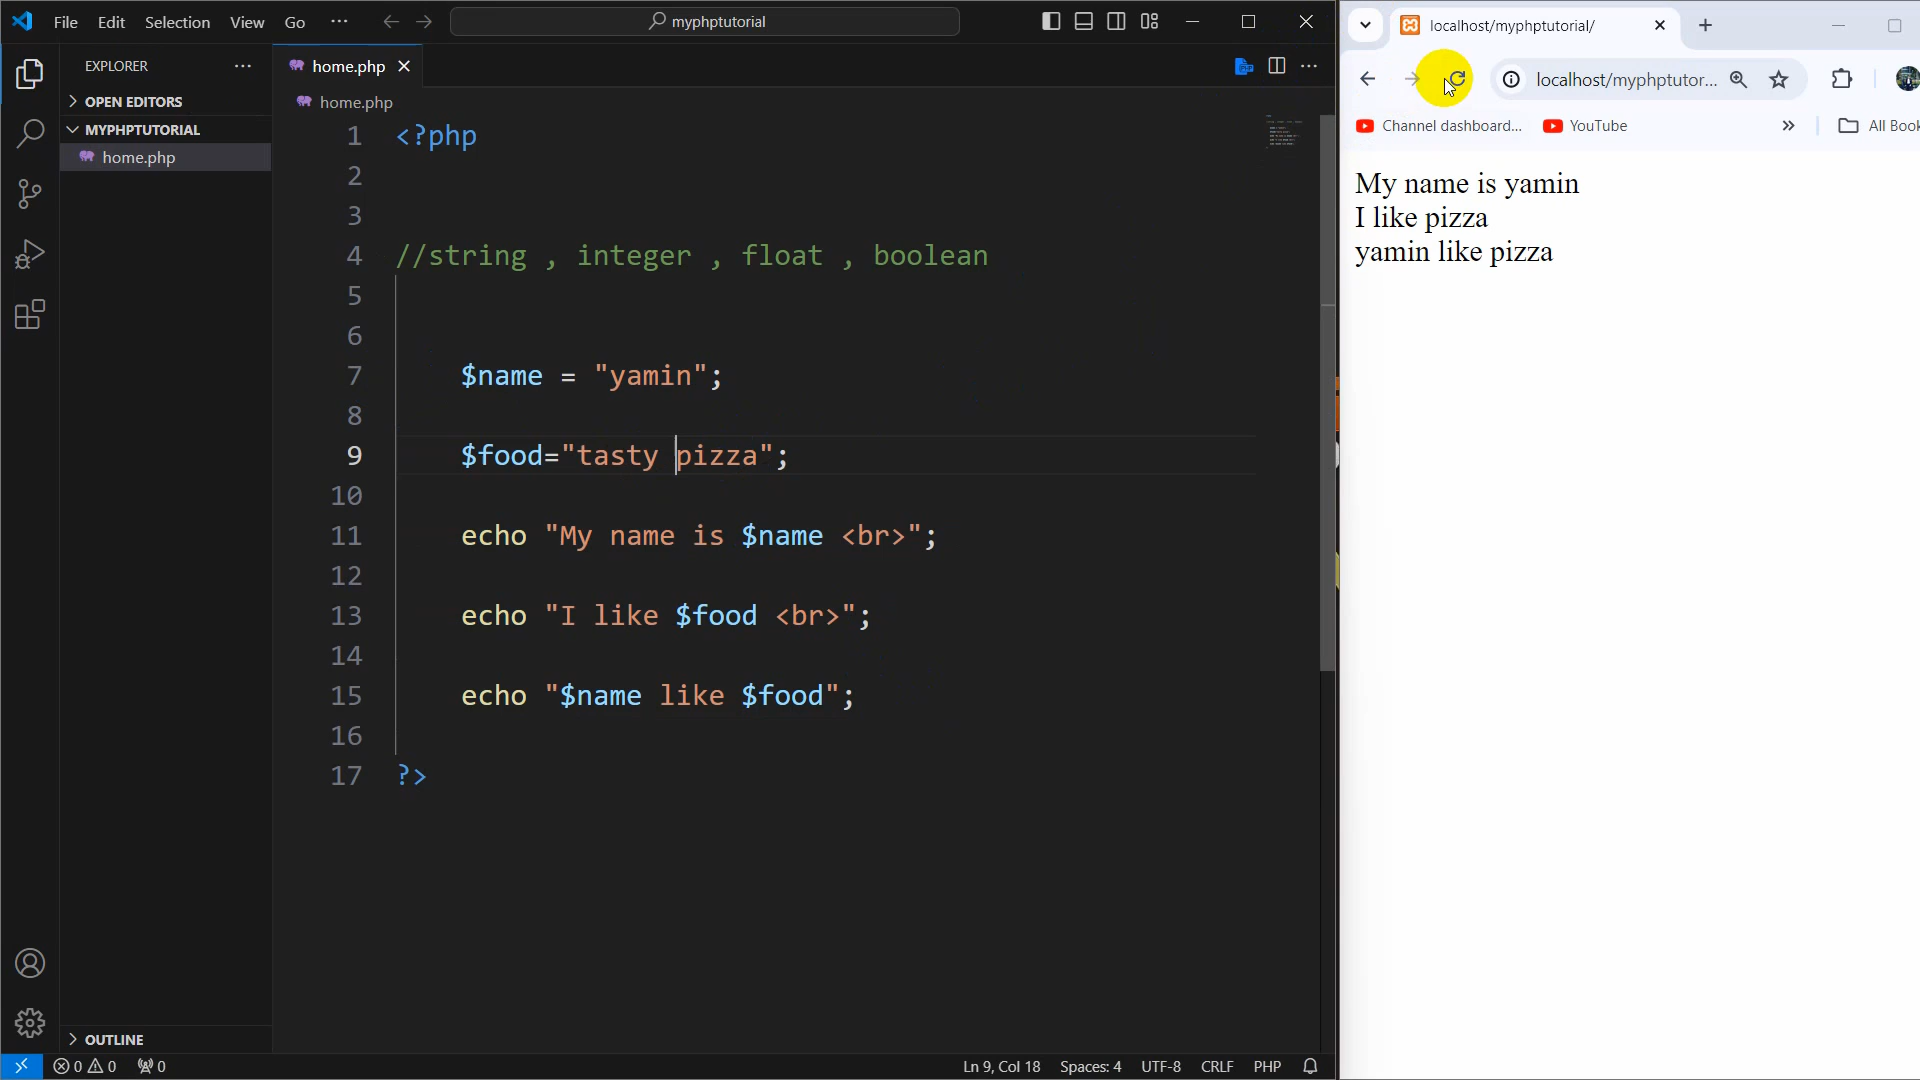 File Edit Selection View Go ··· myphptutorial
EXPLORER ···
OPEN EDITORS
MYPHPTUTORIAL
home.php
OUTLINE
home.php
home.php
1 <?php
2
3
4 //string , integer , float , boolean
5
6
7 $name = "yamin";
8
9 $food="tasty pizza";
10
11 echo "My name is $name <br>";
12
13 echo "I like $food <br>";
14
15 echo "$name like $food";
16
17 ?>
0 0 0 Ln 9, Col 18 Spaces: 4 UTF-8 CRLF PHP
localhost/myphptutorial/
localhost/myphptutor...
Channel dashboard... YouTube » All Book
My name is yamin
I like pizza
yamin like pizza